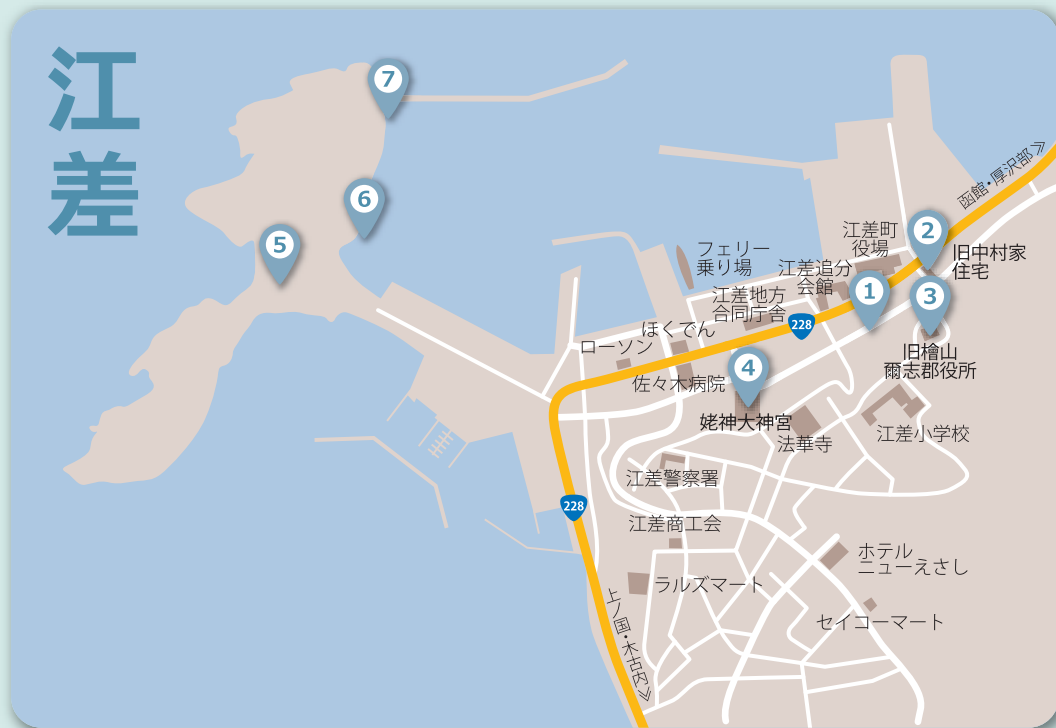 江
差
7
6
5
函館・厚沢部≫
2
江差町
役場
旧中村家
住宅
フェリー
乗り場
江差追分
会館
1
3
江差地方
合同庁舎
228
ほくでん
ローソン
旧檜山
爾志郡役所
4
佐々木病院
姥神大神宮
法華寺
江差小学校
江差警察署
228
江差商工会
ホテル
ニューえさし
ラルズマート
セイコーマート
上ノ国・木古内≫